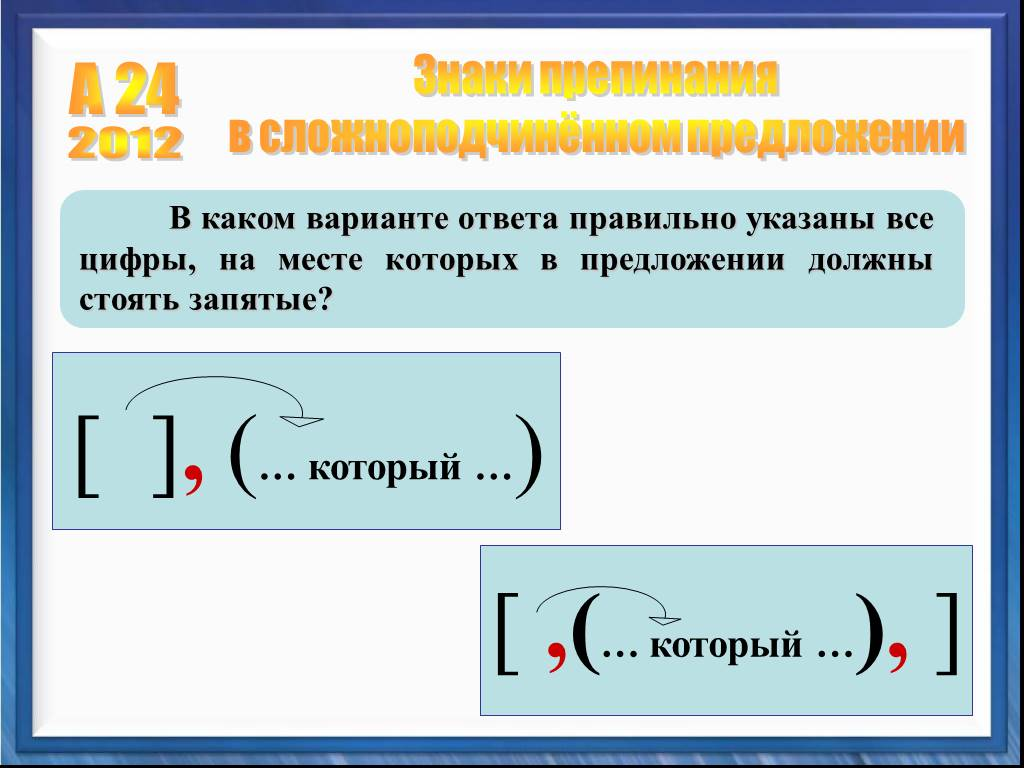 А 24
2012
Знаки препинания
в сложноподчинённом предложении
В каком варианте ответа правильно указаны все
цифры, на месте которых в предложении должны
стоять запятые?
[ ], (… который …)
[ ,(… который …), ]